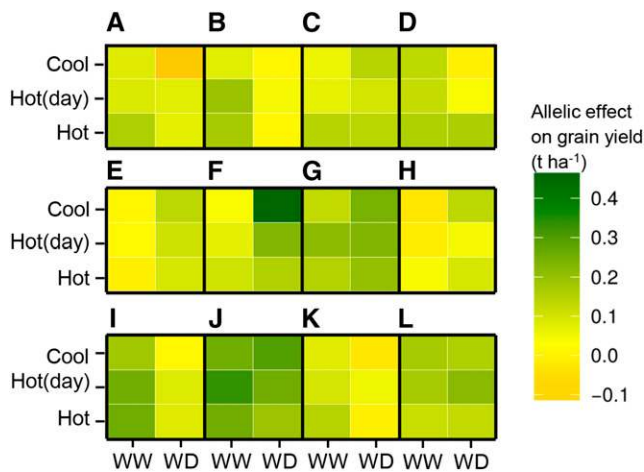 A B C D
Cool
Hot(day)
Hot
Allelic effect
on grain yield
(t ha⁻¹)
0.4
0.3
0.2
0.1
0.0
−0.1
E F G H
Cool
Hot(day)
Hot
I J K L
Cool
Hot(day)
Hot
WW WD WW WD WW WD WW WD